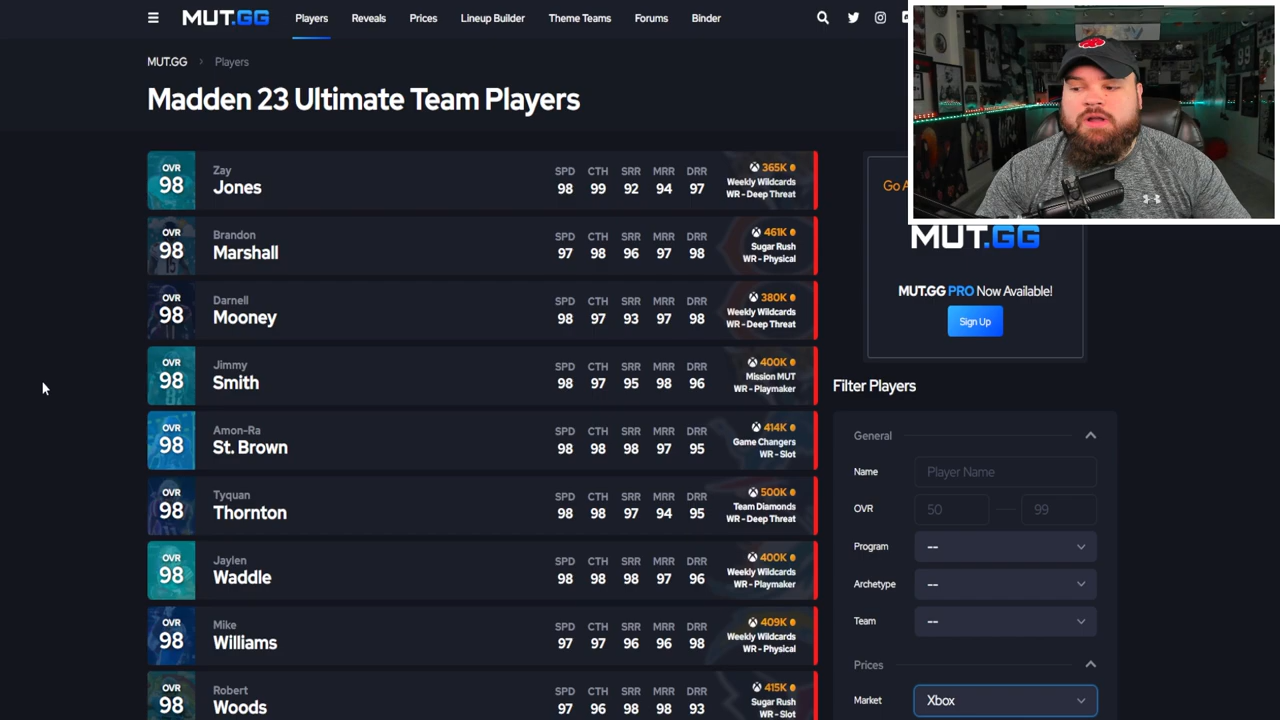 MUT.GG
Players
Reveals
Prices
Lineup Builder
Theme Teams
Forums
Binder
MUT.GG > Players
Madden 23 Ultimate Team Players
OVR 98 Zay Jones SPD 98 CTH 99 SRR 92 MRR 94 DRR 97 365K Weekly Wildcards WR - Deep Threat
OVR 98 Brandon Marshall SPD 97 CTH 98 SRR 96 MRR 97 DRR 98 461K Sugar Rush WR - Physical
OVR 98 Darnell Mooney SPD 98 CTH 97 SRR 93 MRR 97 DRR 98 380K Weekly Wildcards WR - Deep Threat
OVR 98 Jimmy Smith SPD 98 CTH 97 SRR 95 MRR 98 DRR 96 400K Mission MUT WR - Playmaker
OVR 98 Amon-Ra St. Brown SPD 98 CTH 98 SRR 98 MRR 97 DRR 95 414K Game Changers WR - Slot
OVR 98 Tyquan Thornton SPD 98 CTH 98 SRR 97 MRR 94 DRR 95 500K Team Diamonds WR - Deep Threat
OVR 98 Jaylen Waddle SPD 98 CTH 98 SRR 98 MRR 97 DRR 96 400K Weekly Wildcards WR - Playmaker
OVR 98 Mike Williams SPD 97 CTH 97 SRR 96 MRR 96 DRR 98 409K Weekly Wildcards WR - Physical
OVR 98 Robert Woods SPD 97 CTH 96 SRR 98 MRR 98 DRR 93 415K Sugar Rush WR - Slot
Go
MUT.GG
MUT.GG PRO Now Available!
Sign Up
Filter Players
General
Name Player Name
OVR 50 — 99
Program --
Archetype --
Team --
Prices
Market Xbox